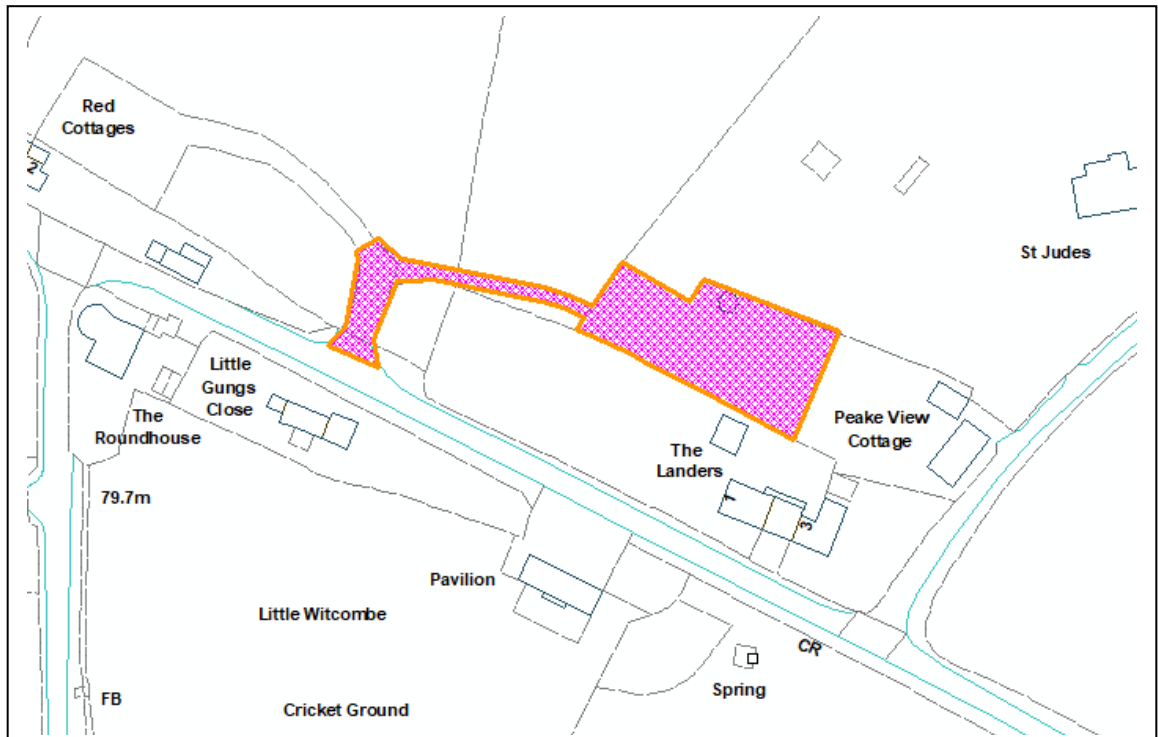 Red
Cottages
2
St Judes
Little
Gungs
Close
The
Roundhouse
Peake View
Cottage
The
Landers
79.7m
1
3
Pavilion
Little Witcombe
CR
Spring
FB
Cricket Ground